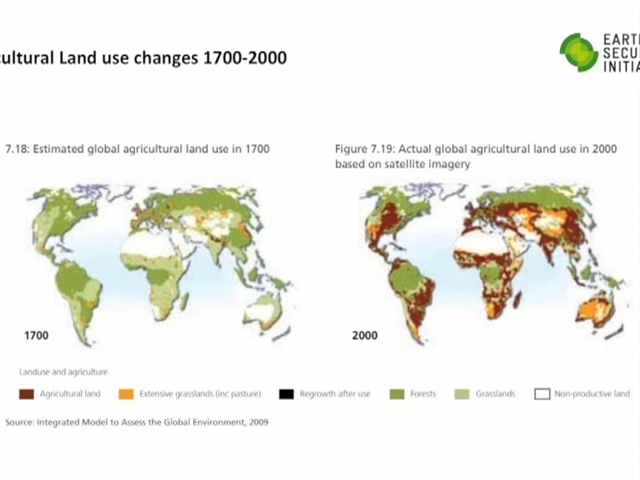 cultural Land use changes 1700-2000
EARTH
SECU
INITIA
7.18: Estimated global agricultural land use in 1700
Figure 7.19: Actual global agricultural land use in 2000
based on satellite imagery
1700
2000
Landuse and agriculture
Agricultural land
Extensive grasslands (inc pasture)
Regrowth after use
Forests
Grasslands
Non-productive land
Source: Integrated Model to Assess the Global Environment, 2009